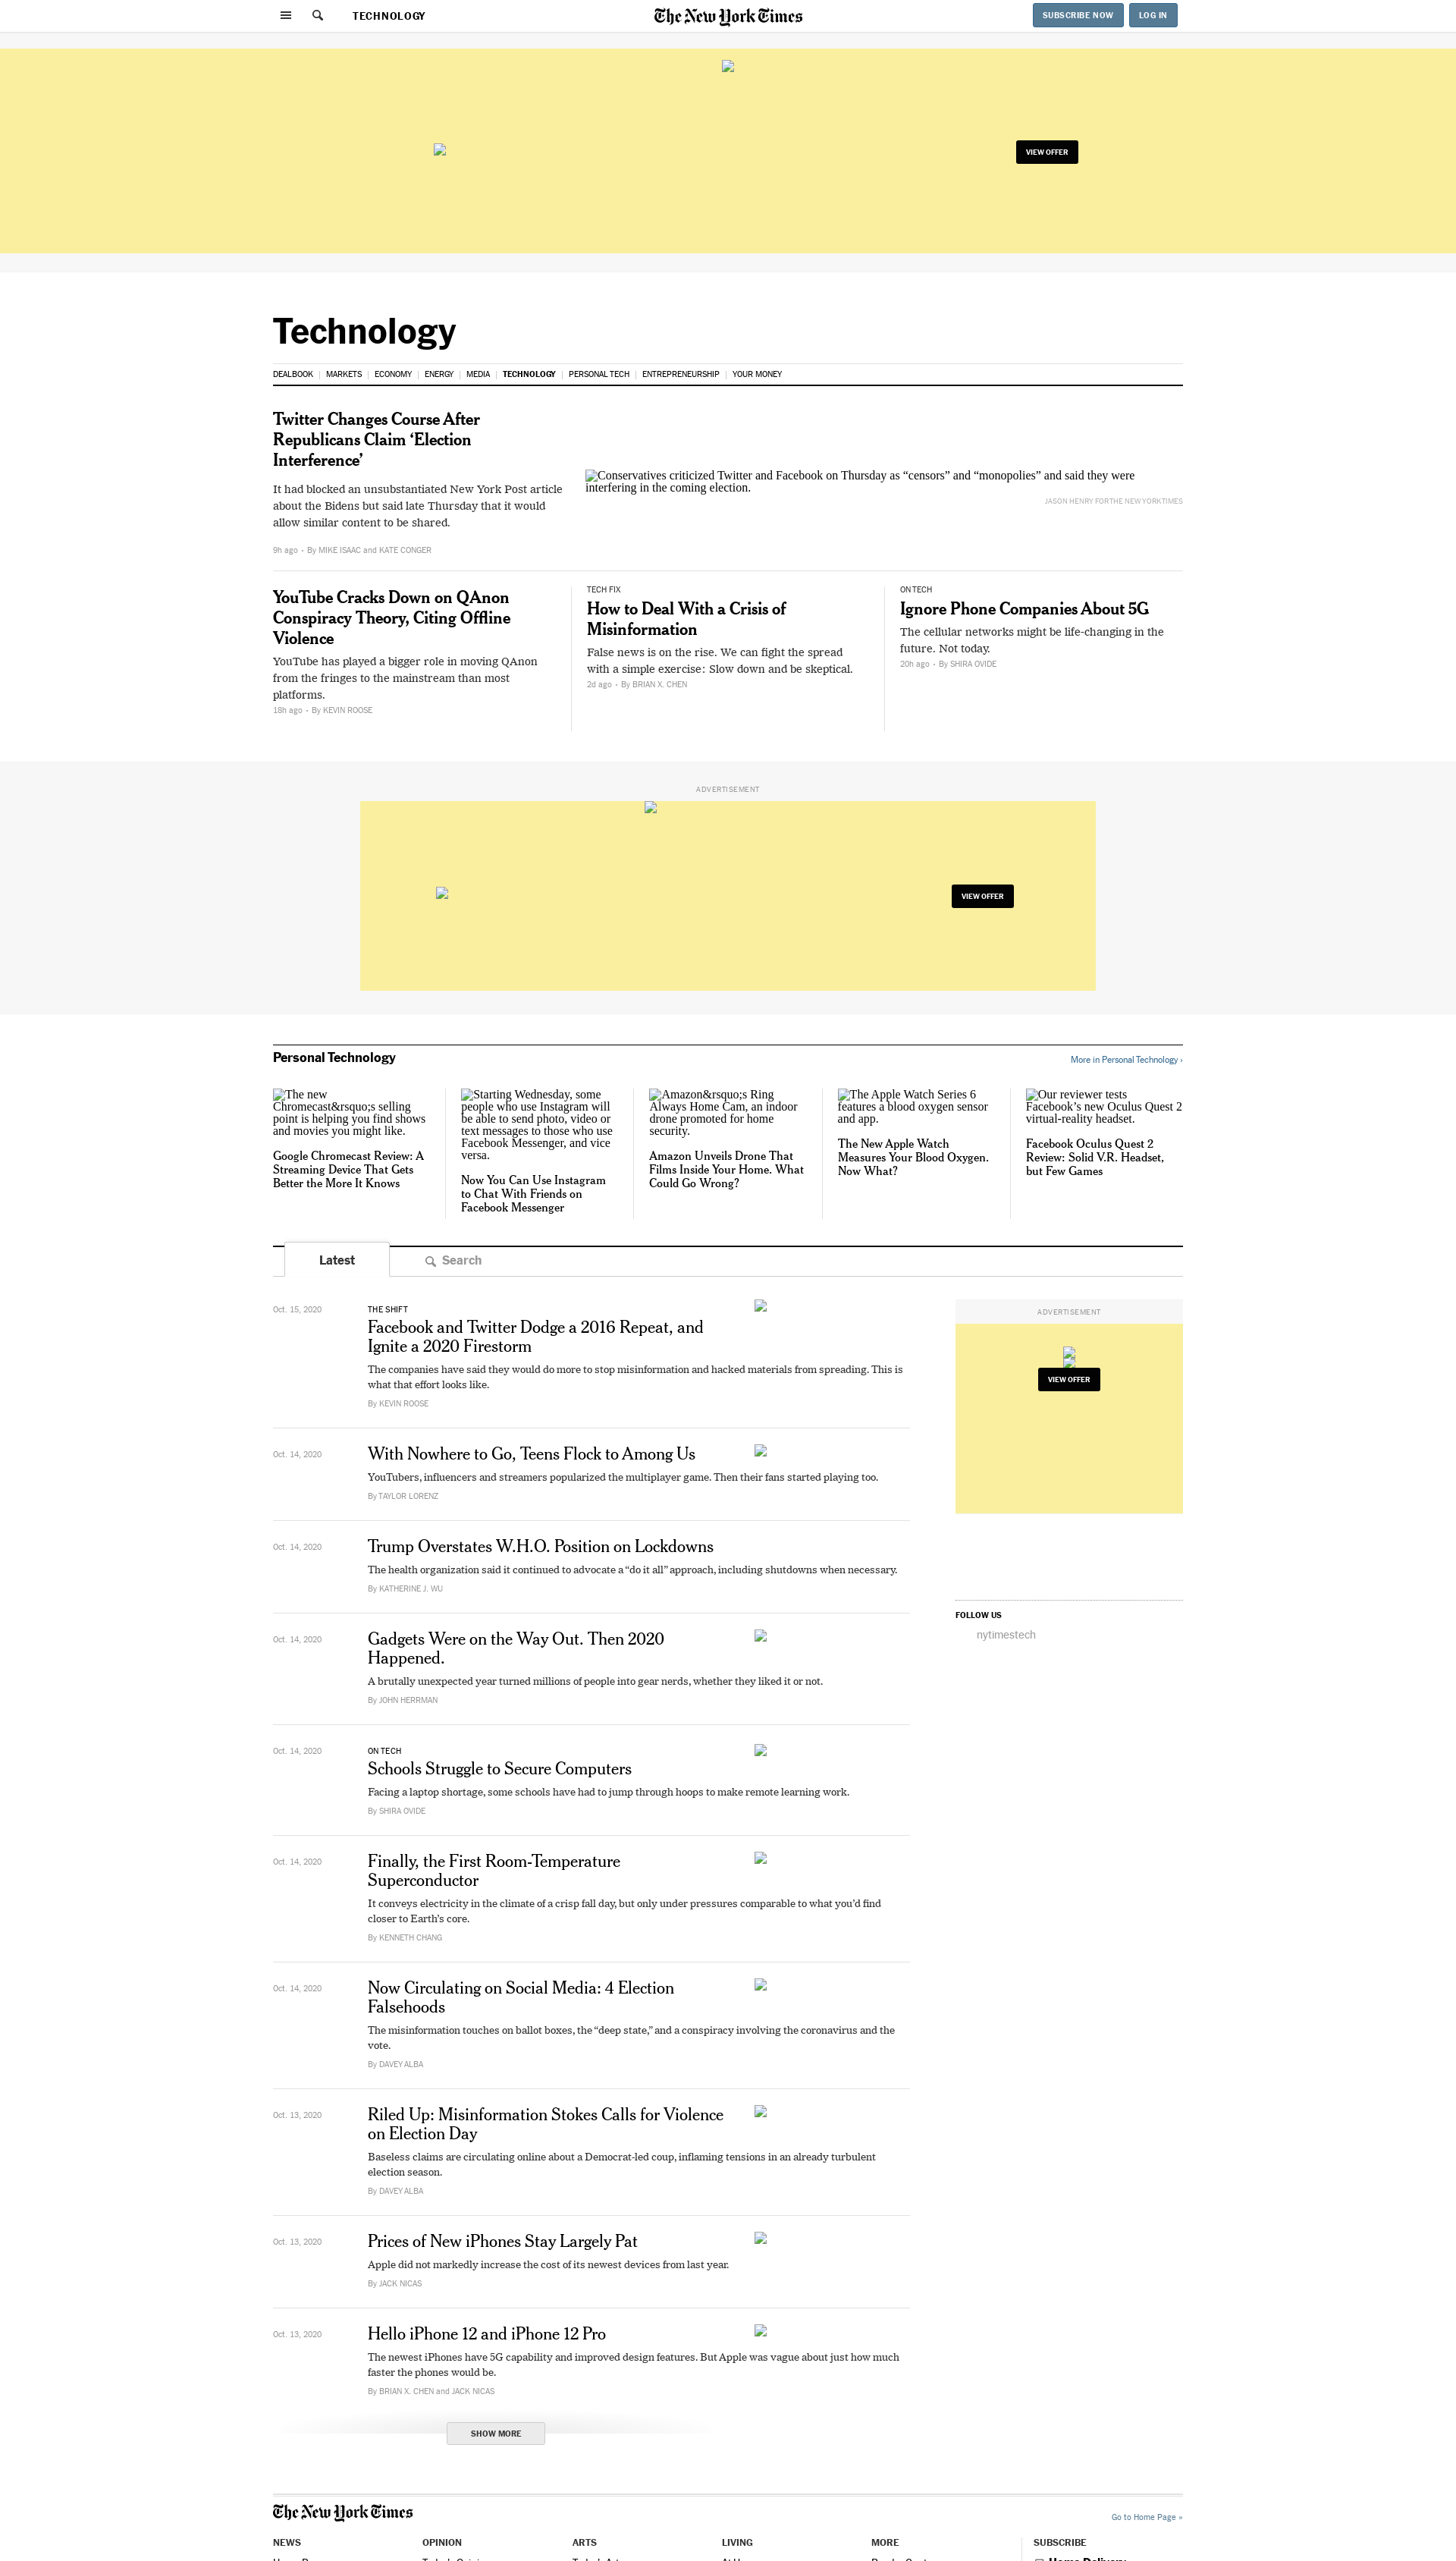 TECHNOLOGY
The New York Times
SUBSCRIBE NOW
LOG IN
VIEW OFFER
Technology
DEALBOOK | MARKETS | ECONOMY | ENERGY | MEDIA | TECHNOLOGY | PERSONAL TECH | ENTREPRENEURSHIP | YOUR MONEY
Twitter Changes Course After
Republicans Claim ‘Election
Interference’
It had blocked an unsubstantiated New York Post article
about the Bidens but said late Thursday that it would
allow similar content to be shared.
9h ago • By MIKE ISAAC and KATE CONGER
Conservatives criticized Twitter and Facebook on Thursday as “censors” and “monopolies” and said they were
interfering in the coming election.
JASON HENRY FOR THE NEW YORK TIMES
YouTube Cracks Down on QAnon
Conspiracy Theory, Citing Offline
Violence
YouTube has played a bigger role in moving QAnon
from the fringes to the mainstream than most
platforms.
18h ago • By KEVIN ROOSE
TECH FIX
How to Deal With a Crisis of
Misinformation
False news is on the rise. We can fight the spread
with a simple exercise: Slow down and be skeptical.
2d ago • By BRIAN X. CHEN
ON TECH
Ignore Phone Companies About 5G
The cellular networks might be life-changing in the
future. Not today.
20h ago • By SHIRA OVIDE
ADVERTISEMENT
VIEW OFFER
Personal Technology
More in Personal Technology ›
The new
Chromecast&rsquo;s selling
point is helping you find shows
and movies you might like.
Google Chromecast Review: A
Streaming Device That Gets
Better the More It Knows
Starting Wednesday, some
people who use Instagram will
be able to send photo, video or
text messages to those who use
Facebook Messenger, and vice
versa.
Now You Can Use Instagram
to Chat With Friends on
Facebook Messenger
Amazon&rsquo;s Ring
Always Home Cam, an indoor
drone promoted for home
security.
Amazon Unveils Drone That
Films Inside Your Home. What
Could Go Wrong?
The Apple Watch Series 6
features a blood oxygen sensor
and app.
The New Apple Watch
Measures Your Blood Oxygen.
Now What?
Our reviewer tests
Facebook’s new Oculus Quest 2
virtual-reality headset.
Facebook Oculus Quest 2
Review: Solid V.R. Headset,
but Few Games
Latest
Search
Oct. 15, 2020
THE SHIFT
Facebook and Twitter Dodge a 2016 Repeat, and
Ignite a 2020 Firestorm
The companies have said they would do more to stop misinformation and hacked materials from spreading. This is
what that effort looks like.
By KEVIN ROOSE
Oct. 14, 2020
With Nowhere to Go, Teens Flock to Among Us
YouTubers, influencers and streamers popularized the multiplayer game. Then their fans started playing too.
By TAYLOR LORENZ
Oct. 14, 2020
Trump Overstates W.H.O. Position on Lockdowns
The health organization said it continued to advocate a “do it all” approach, including shutdowns when necessary.
By KATHERINE J. WU
Oct. 14, 2020
Gadgets Were on the Way Out. Then 2020
Happened.
A brutally unexpected year turned millions of people into gear nerds, whether they liked it or not.
By JOHN HERRMAN
Oct. 14, 2020
ON TECH
Schools Struggle to Secure Computers
Facing a laptop shortage, some schools have had to jump through hoops to make remote learning work.
By SHIRA OVIDE
Oct. 14, 2020
Finally, the First Room-Temperature
Superconductor
It conveys electricity in the climate of a crisp fall day, but only under pressures comparable to what you’d find
closer to Earth’s core.
By KENNETH CHANG
Oct. 14, 2020
Now Circulating on Social Media: 4 Election
Falsehoods
The misinformation touches on ballot boxes, the “deep state,” and a conspiracy involving the coronavirus and the
vote.
By DAVEY ALBA
Oct. 13, 2020
Riled Up: Misinformation Stokes Calls for Violence
on Election Day
Baseless claims are circulating online about a Democrat-led coup, inflaming tensions in an already turbulent
election season.
By DAVEY ALBA
Oct. 13, 2020
Prices of New iPhones Stay Largely Pat
Apple did not markedly increase the cost of its newest devices from last year.
By JACK NICAS
Oct. 13, 2020
Hello iPhone 12 and iPhone 12 Pro
The newest iPhones have 5G capability and improved design features. But Apple was vague about just how much
faster the phones would be.
By BRIAN X. CHEN and JACK NICAS
SHOW MORE
ADVERTISEMENT
VIEW OFFER
FOLLOW US
nytimestech
The New York Times
Go to Home Page »
NEWS
OPINION
ARTS
LIVING
MORE
SUBSCRIBE